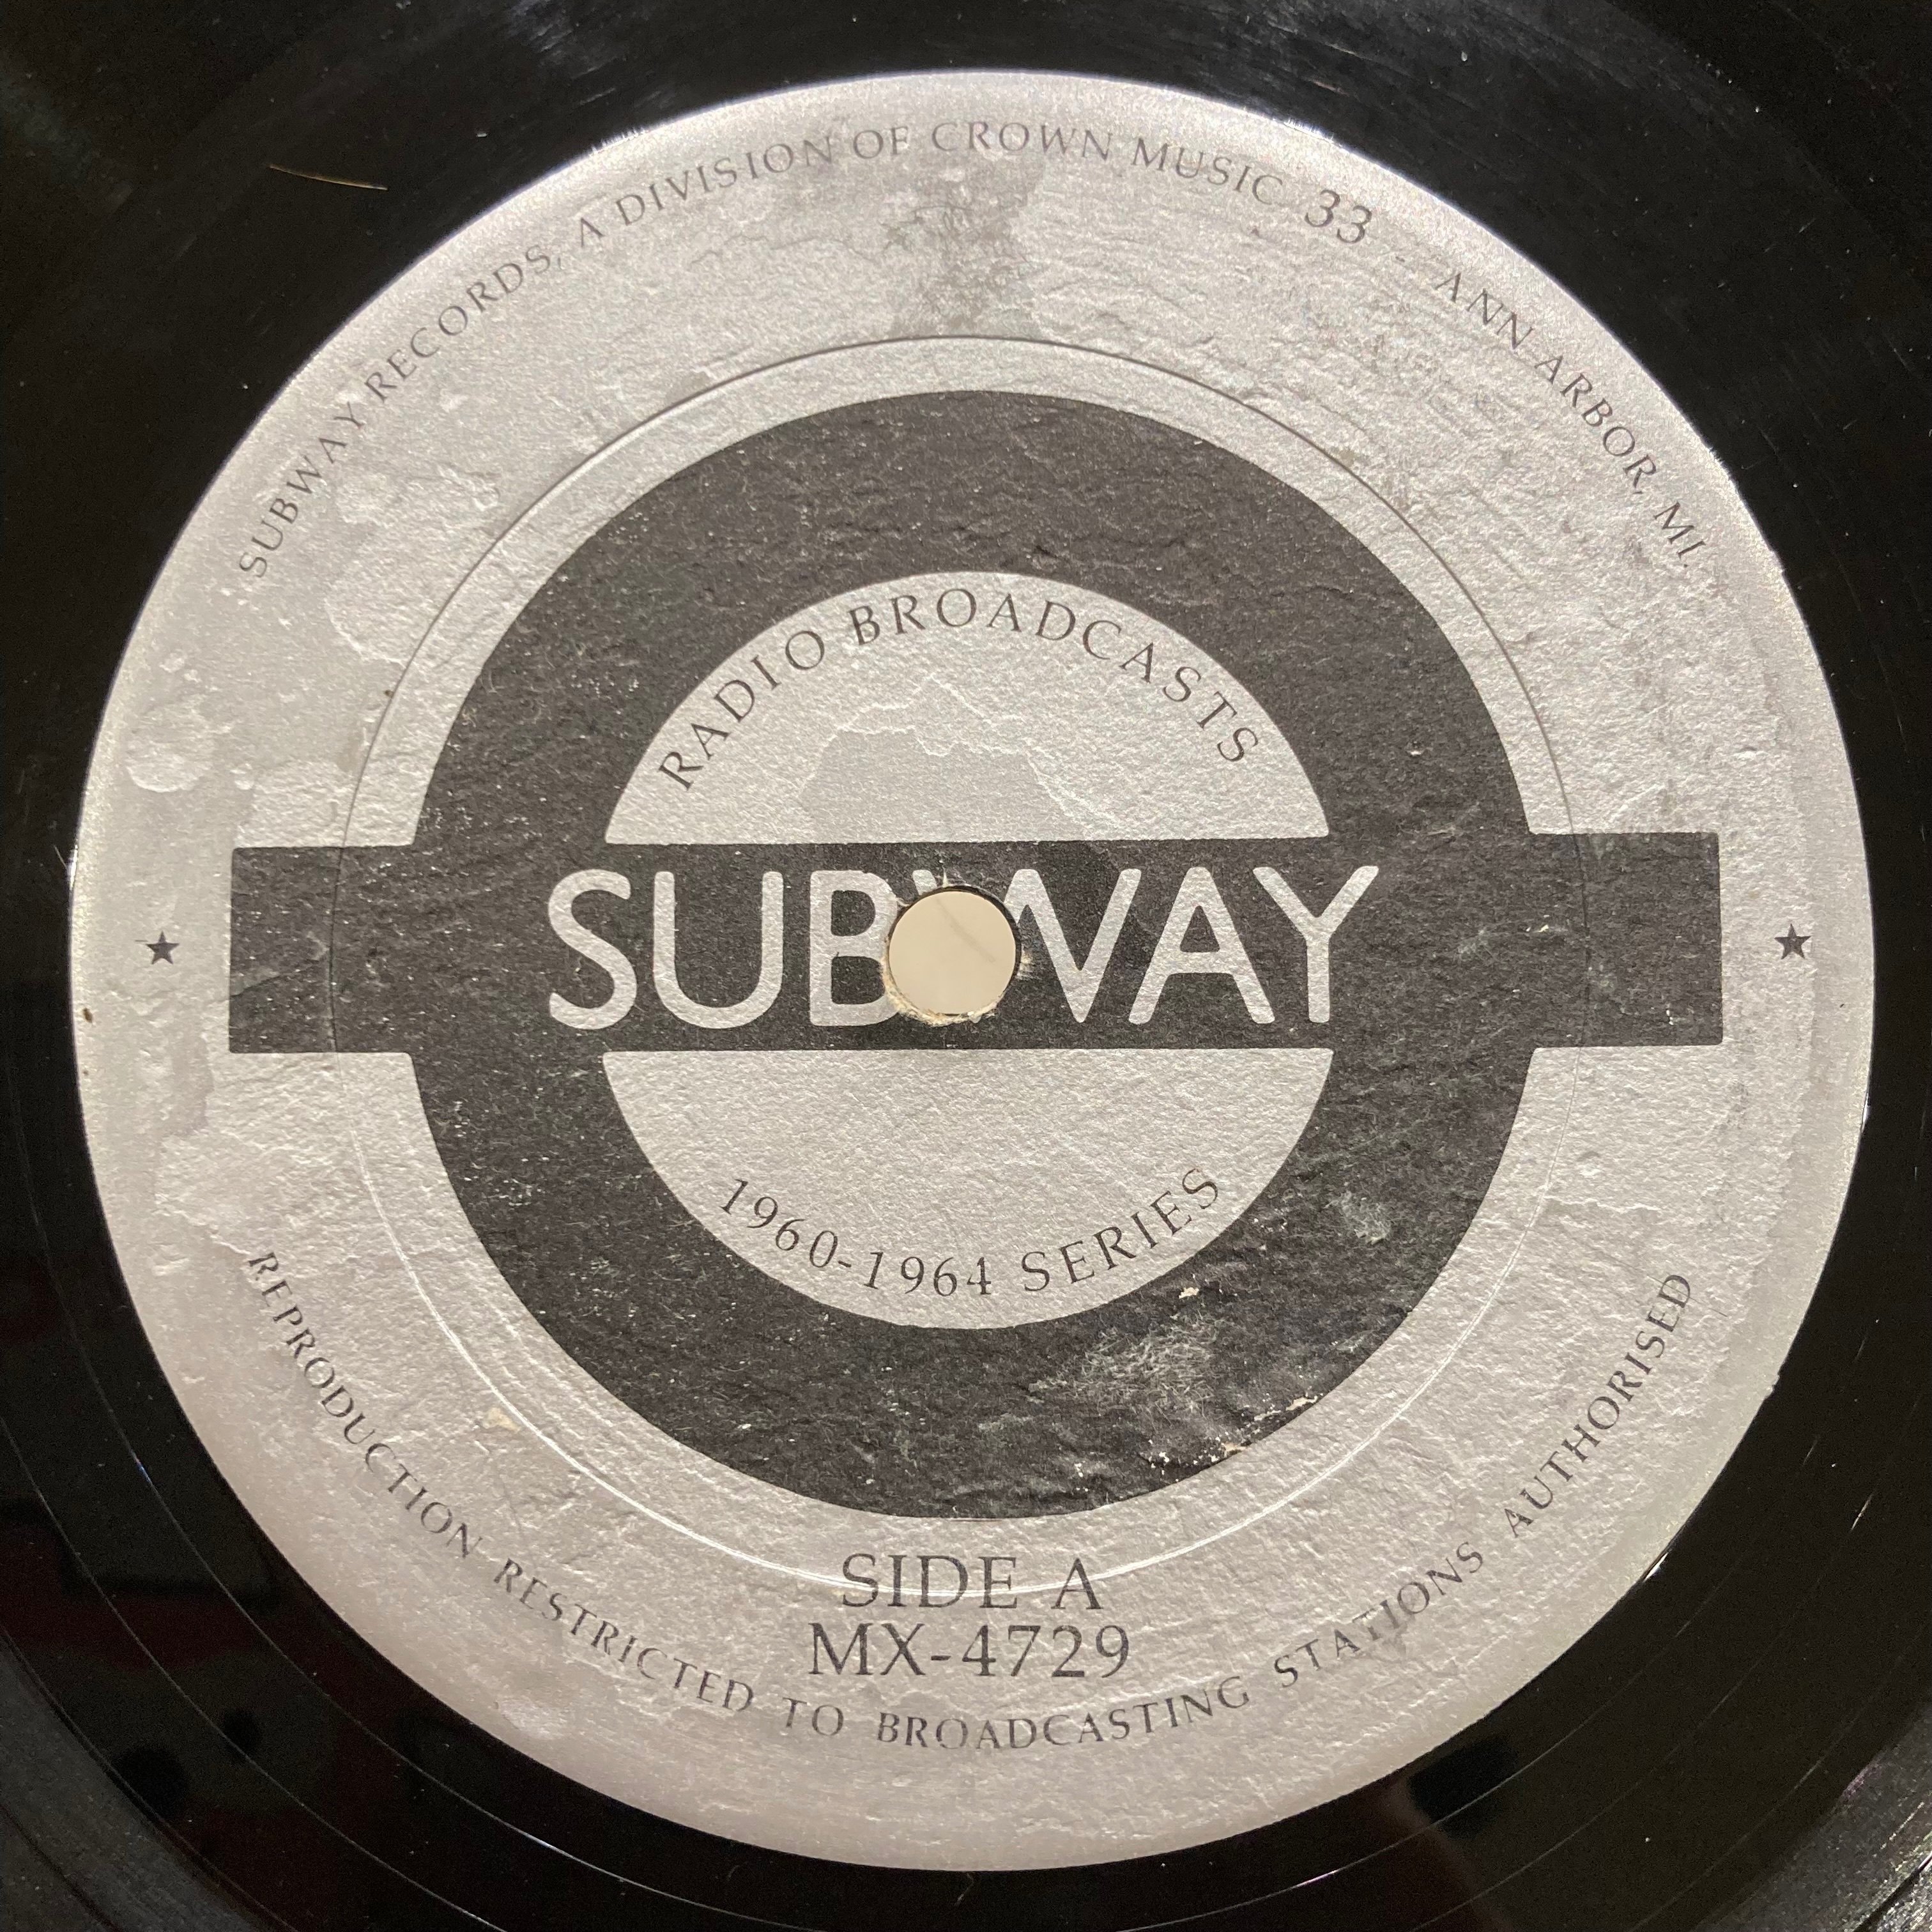 SUBWAY RECORDS, A DIVISION OF CROWN MUSIC 33 - ANN ARBOR, MI.
RADIO BROADCASTS
SUBWAY
1960-1964 SERIES
SIDE A
MX-4729
REPRODUCTION RESTRICTED TO BROADCASTING STATIONS AUTHORISED